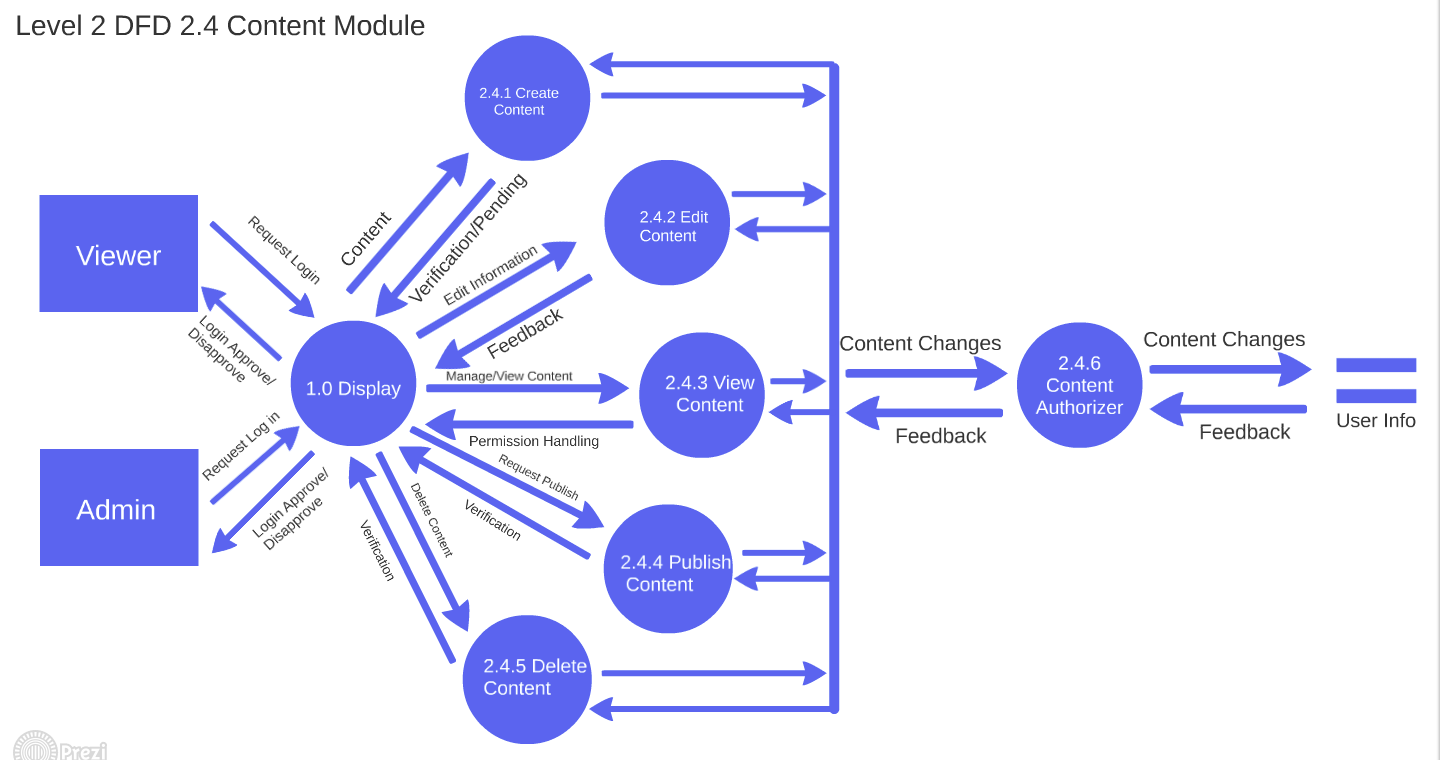 Level 2 DFD 2.4 Content Module
2.4.1 Create
Content
Content
Verification/Pending
2.4.2 Edit
Content
Viewer
Request Login
Login Approve/
Disapprove
Edit Information
Feedback
1.0 Display
Manage/View Content
2.4.3 View
Content
Permission Handling
Content Changes
Feedback
2.4.6
Content
Authorizer
Content Changes
Feedback
User Info
Admin
Request Log in
Login Approve/
Disapprove
Request Publish
Verification
Delete Content
Verification
2.4.4 Publish
Content
2.4.5 Delete
Content
Prezi